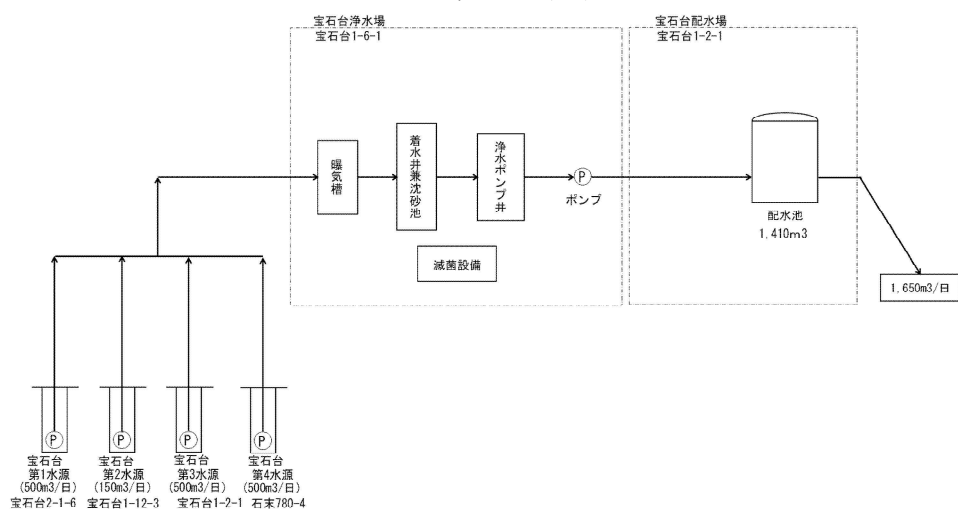 宝石台浄水場
宝石台1-6-1
宝石台配水場
宝石台1-2-1
曝気槽
着水井兼沈砂池
浄水ポンプ井
P
ポンプ
滅菌設備
配水池
1,410m3
1,650m3/日
P
P
P
P
宝石台
第1水源
(500m3/日)
宝石台2-1-6
宝石台
第2水源
(150m3/日)
宝石台1-12-3
宝石台
第3水源
(500m3/日)
宝石台1-2-1
宝石台
第4水源
(500m3/日)
石末780-4